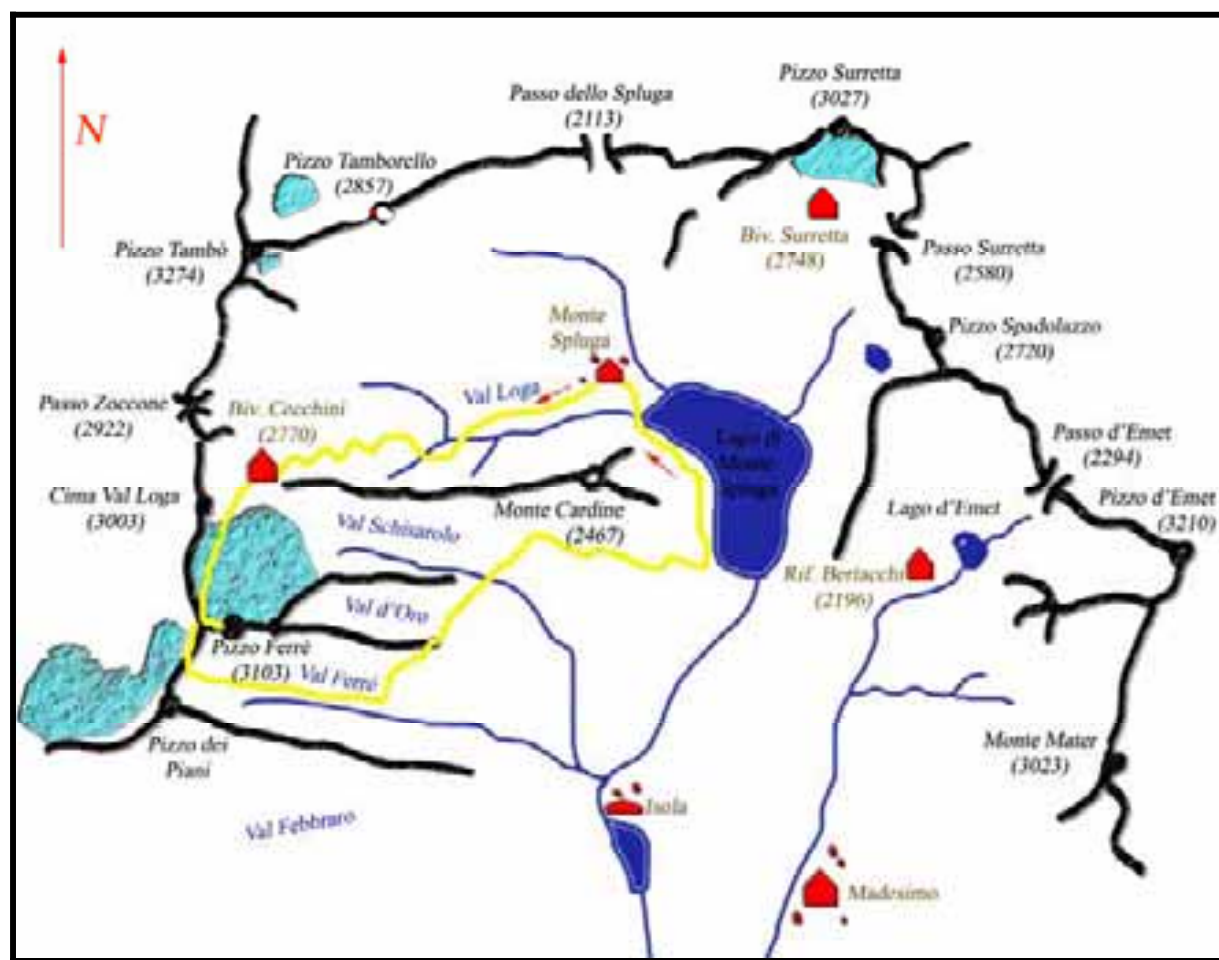 N
Pizzo Surretta
(3027)
Passo dello Spluga
(2113)
Pizzo Tamborello
(2857)
Pizzo Tambò
(3274)
Biv. Surretta
(2748)
Passo Surretta
(2580)
Pizzo Spadolazzo
(2720)
Monte
Spluga
Val Loga
Passo Zoccone
(2922)
Biv. Cecchini
(2770)
Lago di
Monte
Spluga
Passo d'Emet
(2294)
Pizzo d'Emet
(3210)
Cima Val Loga
(3003)
Monte Cardine
(2467)
Lago d'Emet
Val Schisarolo
Rif. Bertacchi
(2196)
Val d'Oro
Pizzo Ferrè
(3103)
Val Ferrè
Pizzo dei
Piani
Monte Mater
(3023)
Isola
Val Febbraro
Madesimo